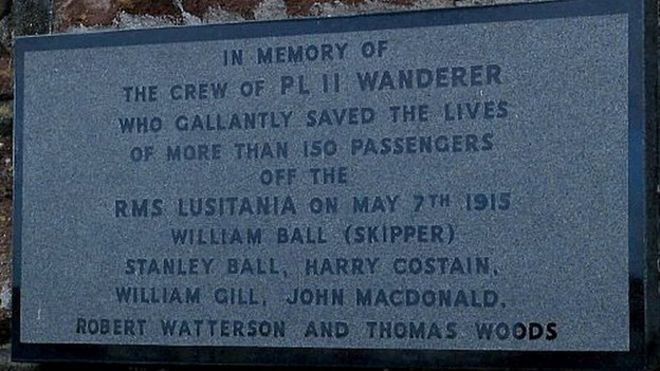 IN MEMORY OF
THE CREW OF PL 11 WANDERER
WHO GALLANTLY SAVED THE LIVES
OF MORE THAN 150 PASSENGERS
OFF THE
RMS LUSITANIA ON MAY 7TH 1915
WILLIAM BALL (SKIPPER)
STANLEY BALL, HARRY COSTAIN,
WILLIAM GILL, JOHN MACDONALD,
ROBERT WATTERSON AND THOMAS WOODS